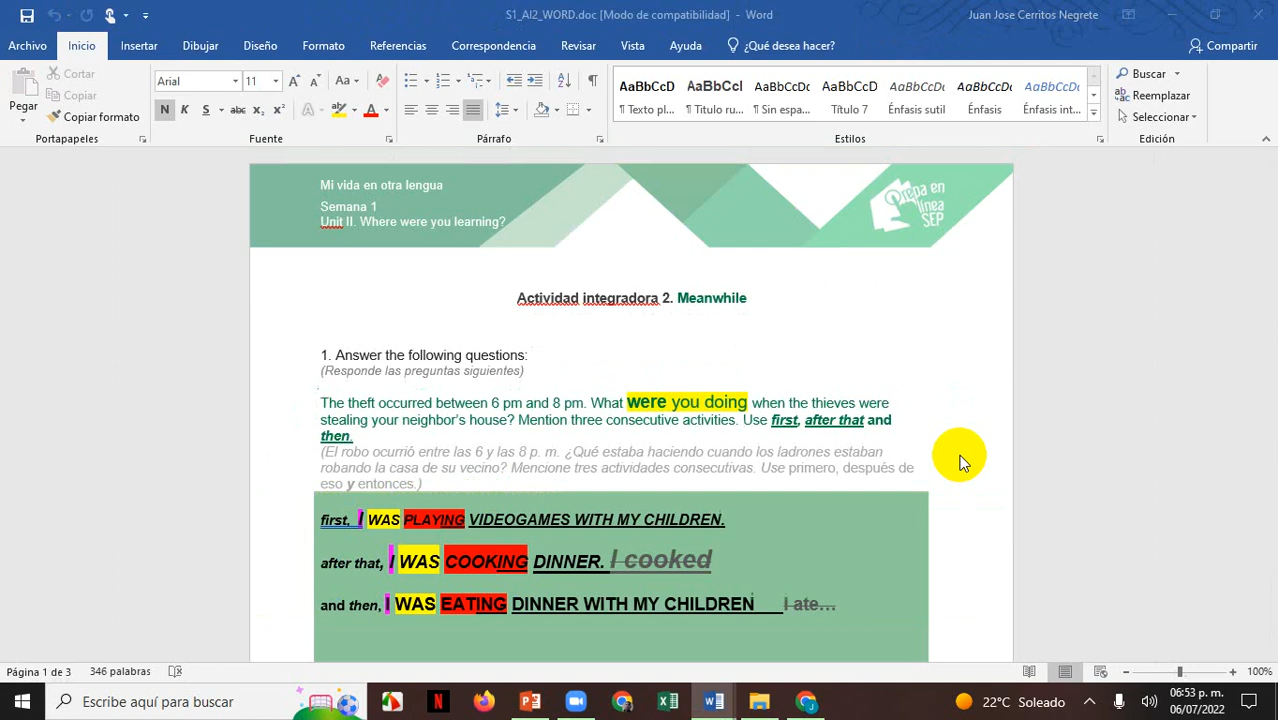 S1_AI2_WORD.doc [Modo de compatibilidad] - Word
Juan Jose Cerritos Negrete
Archivo Inicio Insertar Dibujar Diseño Formato Referencias Correspondencia Revisar Vista Ayuda ¿Qué desea hacer? Compartir
Pegar
Cortar
Copiar
Copiar formato
Portapapeles
Arial 11
Fuente
Párrafo
AaBbCcD AaBbCcI AaBbCcDd AaBbCcD AaBbCcDd AaBbCcDd AaBbCcDd
¶ Texto pl... ¶ Titulo ru... ¶ Sin espa... ¶ Título 7 Énfasis sutil Énfasis Énfasis int...
Estilos
Buscar
Reemplazar
Seleccionar
Edición
Mi vida en otra lengua
Semana 1
Unit II. Where were you learning?
Prepa en
línea
SEP
Actividad integradora 2. Meanwhile
1. Answer the following questions:
(Responde las preguntas siguientes)
The theft occurred between 6 pm and 8 pm. What were you doing when the thieves were
stealing your neighbor's house? Mention three consecutive activities. Use first, after that and
then.
(El robo ocurrió entre las 6 y las 8 p. m. ¿Qué estaba haciendo cuando los ladrones estaban
robando la casa de su vecino? Mencione tres actividades consecutivas. Use primero, después de
eso y entonces.)
first, I WAS PLAYING VIDEOGAMES WITH MY CHILDREN.
after that, I WAS COOKING DINNER. I cooked
and then, I WAS EATING DINNER WITH MY CHILDREN I ate...
Página 1 de 3 346 palabras 100%
Escribe aquí para buscar
22°C Soleado
06:53 p. m.
06/07/2022